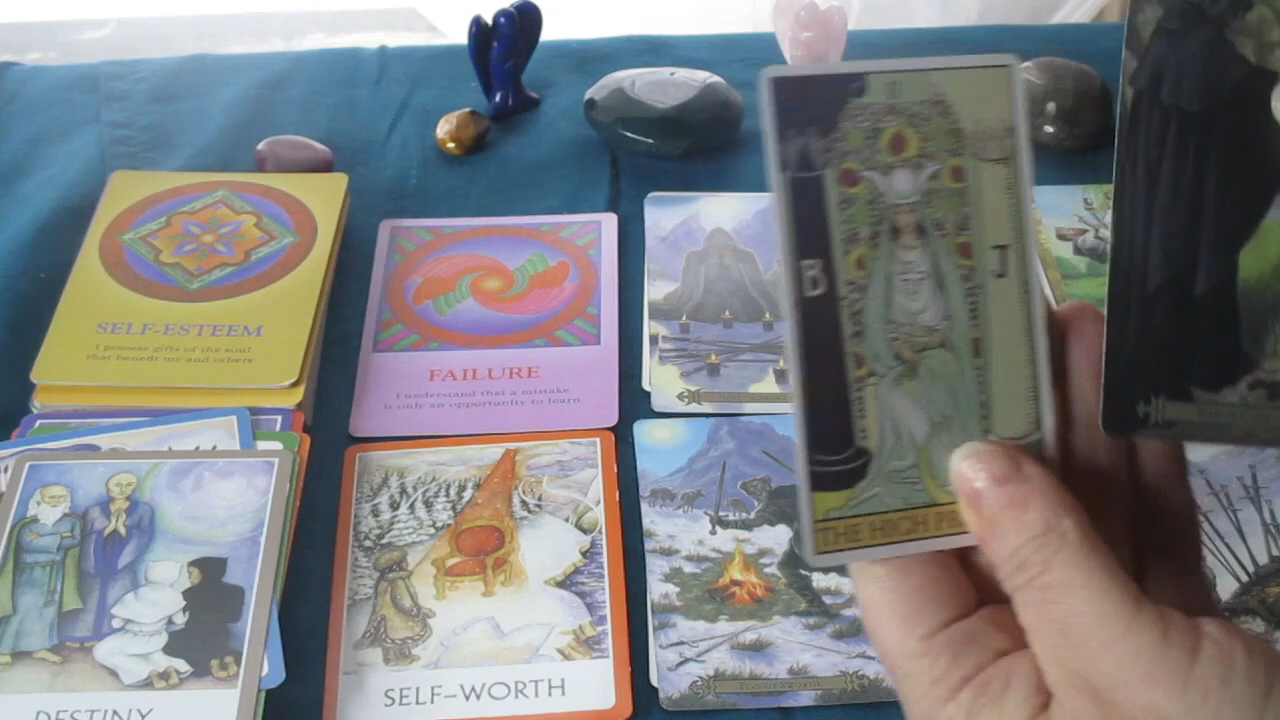 SELF-ESTEEM
I possess gifts of the soul
that benefit me and others
FAILURE
I understand that a mistake
is only an opportunity to learn
B
J
THE HIGH
SELF-WORTH
DESTINY